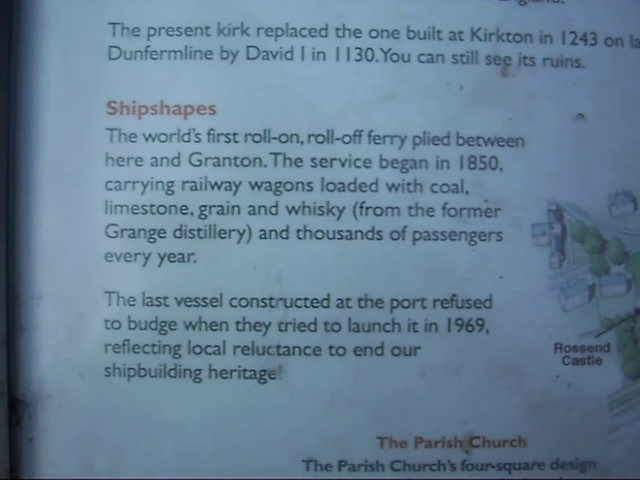 The present kirk replaced the one built at Kirkton in 1243 on
Dunfermline by David I in 1130. You can still see its ruins.
Shipshapes
The world's first roll-on, roll-off ferry plied between
here and Granton. The service began in 1850,
carrying railway wagons loaded with coal,
limestone, grain and whisky (from the former
Grange distillery) and thousands of passengers
every year.
The last vessel constructed at the port refused
to budge when they tried to launch it in 1969,
reflecting local reluctance to end our
shipbuilding heritage!
Rossend
Castle
The Parish Church
The Parish Church's four-square design